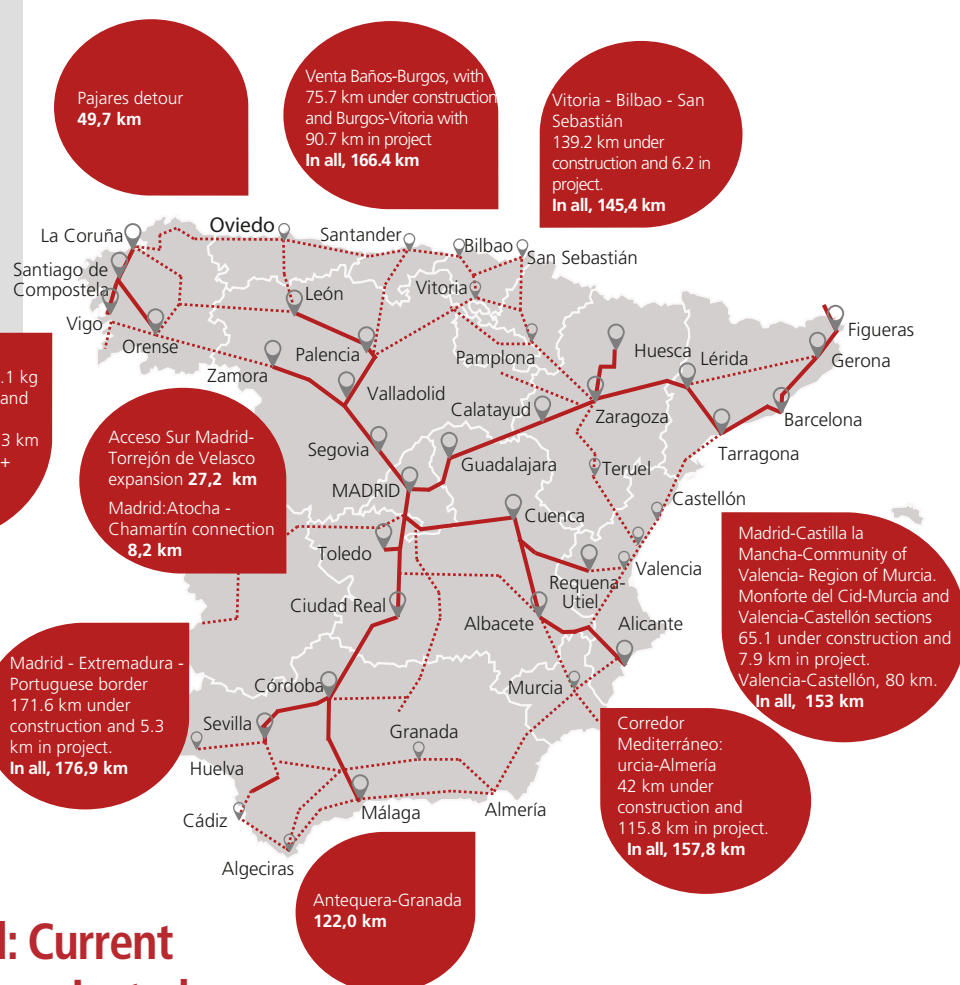 Pajares detour
49,7 km
Venta Baños-Burgos, with
75.7 km under construction
and Burgos-Vitoria with
90.7 km in project
In all, 166.4 km
Vitoria - Bilbao - San
Sebastián
139.2 km under
construction and 6.2 in
project.
In all, 145,4 km
La Coruña
Oviedo
Santander
Bilbao
San Sebastián
Santiago de
Compostela
León
Vitoria
Vigo
Orense
Palencia
Pamplona
Huesca
Lérida
Figueras
Gerona
Zamora
Valladolid
Calatayud
Zaragoza
Barcelona
.1 kg
and
3 km
+
Acceso Sur Madrid-
Torrejón de Velasco
expansion 27,2 km
Madrid:Atocha -
Chamartín connection
8,2 km
Segovia
Guadalajara
Teruel
Tarragona
MADRID
Cuenca
Castellón
Toledo
Requena-
Utiel
Valencia
Ciudad Real
Albacete
Alicante
Madrid-Castilla la
Mancha-Community of
Valencia- Region of Murcia.
Monforte del Cid-Murcia and
Valencia-Castellón sections
65.1 under construction and
7.9 km in project.
Valencia-Castellón, 80 km.
In all, 153 km
Madrid - Extremadura -
Portuguese border
171.6 km under
construction and 5.3
km in project.
In all, 176,9 km
Córdoba
Murcia
Sevilla
Granada
Huelva
Cádiz
Málaga
Almería
Algeciras
Corredor
Mediterráneo:
urcia-Almería
42 km under
construction and
115.8 km in project.
In all, 157,8 km
Antequera-Granada
122,0 km
: Current